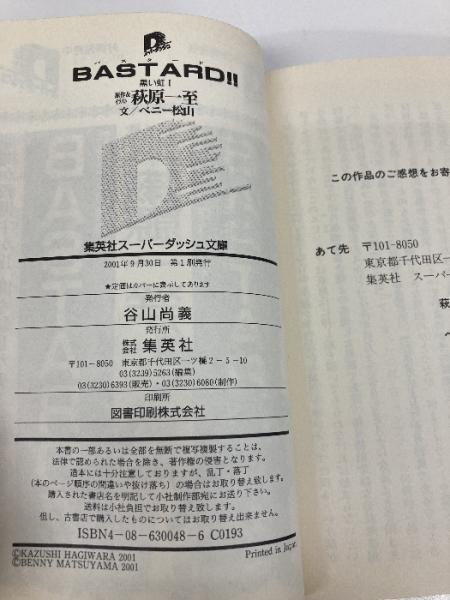 バスタード
BASTARD!!
黒い虹 I
原作&
イラスト 萩原一至
文/ベニー松山
集英社スーパーダッシュ文庫
2001年9月30日 第1刷発行
★定価はカバーに表示してあります
発行者
谷山尚義
発行所
株式
会社 集英社
〒101-8050 東京都千代田区一ツ橋2-5-10
03(3239)5263(編集)
03(3230)6393(販売)・03(3230)6080(制作)
印刷所
図書印刷株式会社
本書の一部あるいは全部を無断で複写複製することは、
法律で認められた場合を除き、著作権の侵害となります。
造本には十分注意しておりますが、乱丁・落丁
(本のページ順序の間違いや抜け落ち)の場合はお取り替え致します。
購入された書店名を明記して小社制作部宛にお送り下さい。
送料は小社負担でお取り替え致します。
但し、古書店で購入したものについてはお取り替え出来ません。
ISBN4-08-630048-6 C0193
©KAZUSHI HAGIWARA 2001
©BENNY MATSUYAMA 2001
Printed in Japan
この作品のご感想をお寄
あて先 〒101-8050
東京都千代田区一
集英社 スーパー
萩
ベ